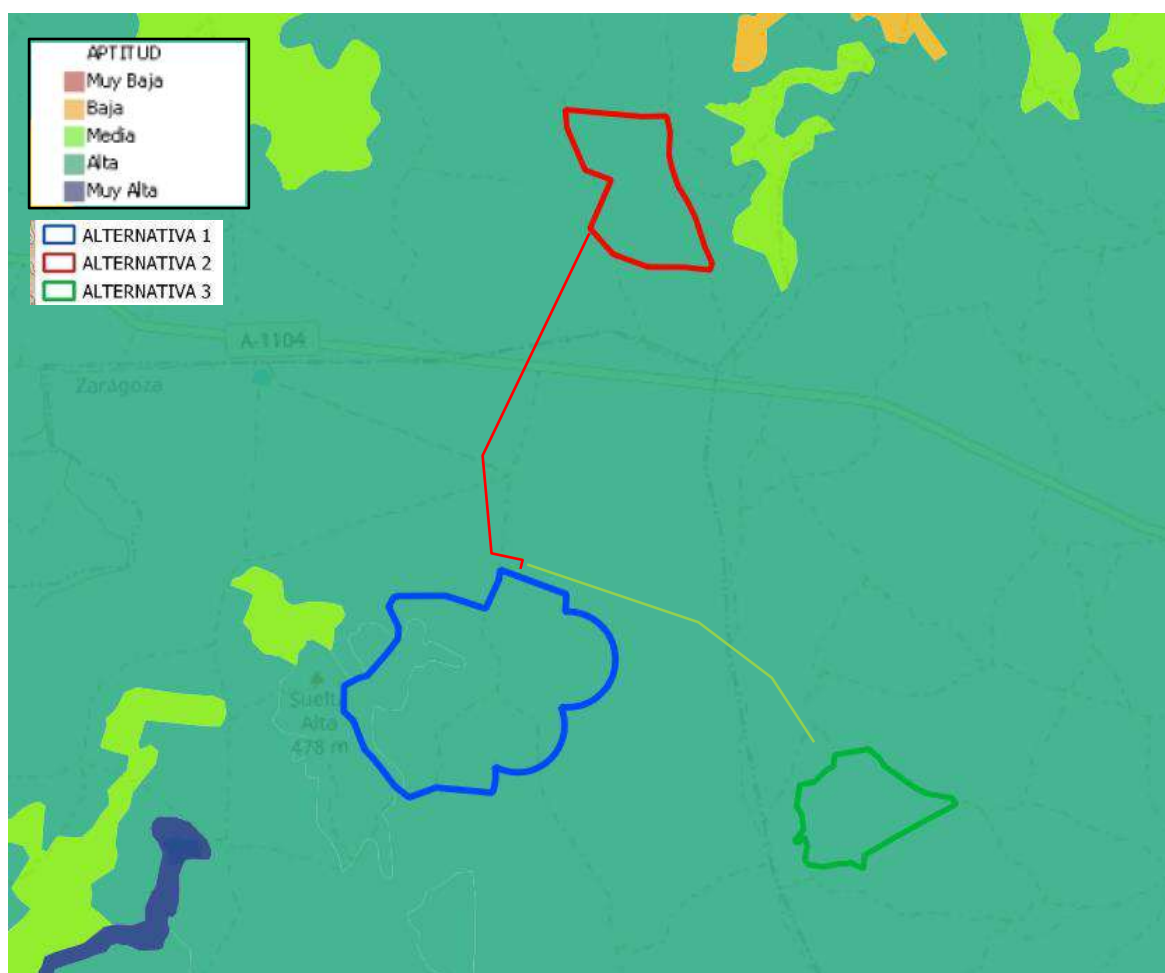 APTITUD
Muy Baja
Baja
Media
Alta
Muy Alta
ALTERNATIVA 1
ALTERNATIVA 2
ALTERNATIVA 3
A-1104
Zaragoza
Alta
478 m